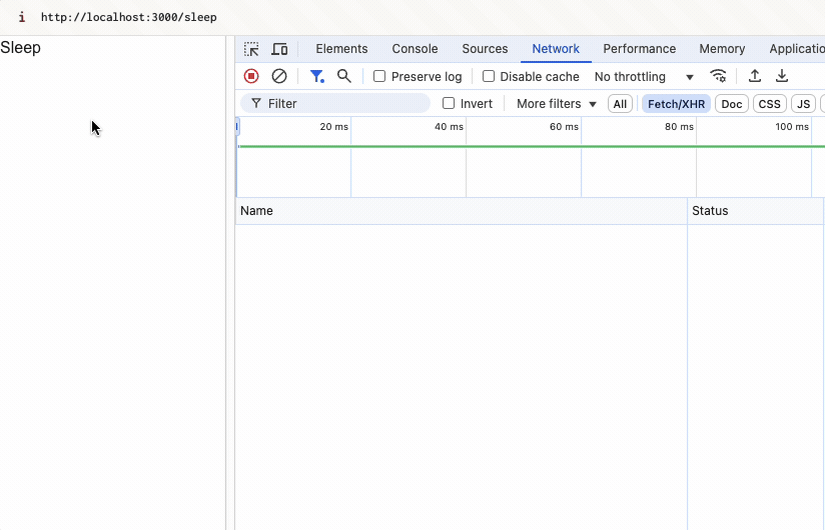 i http://localhost:3000/sleep
Sleep
Elements Console Sources Network Performance Memory Applicatio
Preserve log Disable cache No throttling
Filter Invert More filters All Fetch/XHR Doc CSS JS
20 ms 40 ms 60 ms 80 ms 100 ms
Name Status